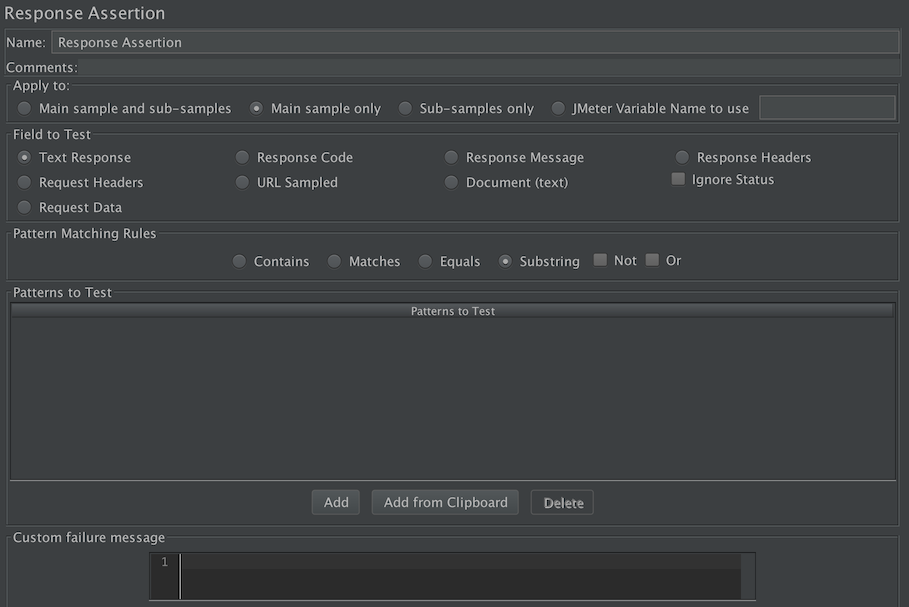 Response Assertion
Name: Response Assertion
Comments:
Apply to:
Main sample and sub-samples Main sample only Sub-samples only JMeter Variable Name to use
Field to Test
Text Response Response Code Response Message Response Headers
Request Headers URL Sampled Document (text) Ignore Status
Request Data
Pattern Matching Rules
Contains Matches Equals Substring Not Or
Patterns to Test
Patterns to Test
Add Add from Clipboard Delete
Custom failure message
1